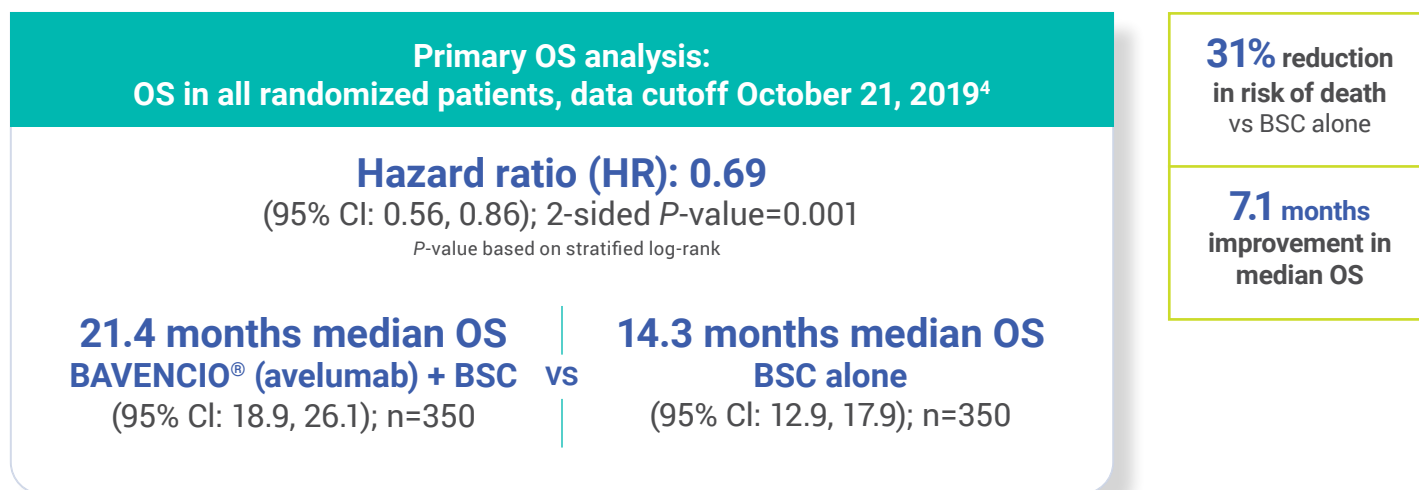 Primary OS analysis:
OS in all randomized patients, data cutoff October 21, 2019⁴
Hazard ratio (HR): 0.69
(95% CI: 0.56, 0.86); 2-sided P-value=0.001
P-value based on stratified log-rank
21.4 months median OS
BAVENCIO® (avelumab) + BSC
(95% CI: 18.9, 26.1); n=350
vs
14.3 months median OS
BSC alone
(95% CI: 12.9, 17.9); n=350
31% reduction
in risk of death
vs BSC alone
7.1 months
improvement in
median OS